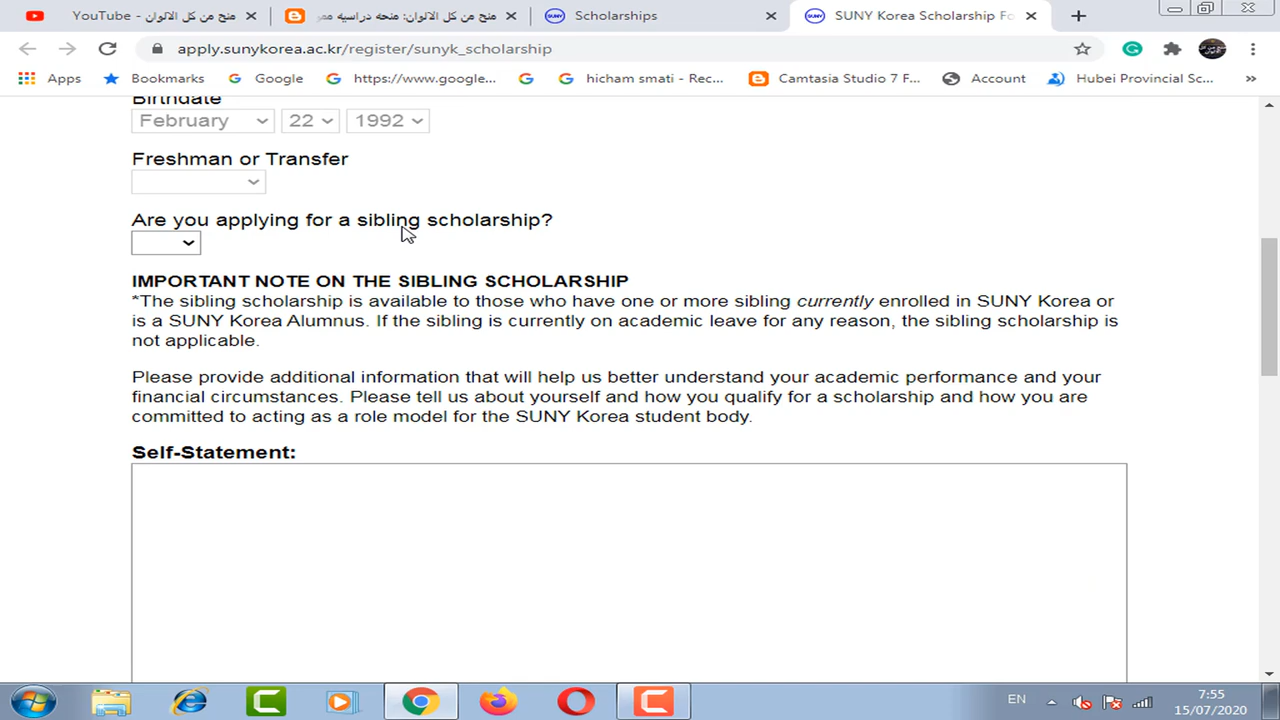 YouTube - منح من كل الالوان
منح من كل الالوان: منحه دراسيه ممو
Scholarships
SUNY Korea Scholarship Fo
apply.sunykorea.ac.kr/register/sunyk_scholarship
Apps Bookmarks Google https://www.google... hicham smati - Rec... Camtasia Studio 7 F... Account Hubei Provincial Sc... »
Birthdate
February 22 1992
Freshman or Transfer
Are you applying for a sibling scholarship?
IMPORTANT NOTE ON THE SIBLING SCHOLARSHIP
*The sibling scholarship is available to those who have one or more sibling currently enrolled in SUNY Korea or
is a SUNY Korea Alumnus. If the sibling is currently on academic leave for any reason, the sibling scholarship is
not applicable.
Please provide additional information that will help us better understand your academic performance and your
financial circumstances. Please tell us about yourself and how you qualify for a scholarship and how you are
committed to acting as a role model for the SUNY Korea student body.
Self-Statement:
EN
7:55
15/07/2020